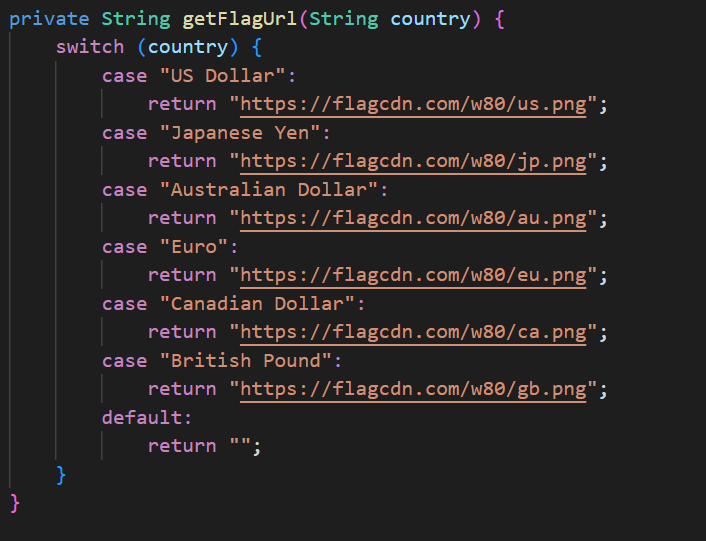 private String getFlagUrl(String country) {
    switch (country) {
        case "US Dollar":
            return "https://flagcdn.com/w80/us.png";
        case "Japanese Yen":
            return "https://flagcdn.com/w80/jp.png";
        case "Australian Dollar":
            return "https://flagcdn.com/w80/au.png";
        case "Euro":
            return "https://flagcdn.com/w80/eu.png";
        case "Canadian Dollar":
            return "https://flagcdn.com/w80/ca.png";
        case "British Pound":
            return "https://flagcdn.com/w80/gb.png";
        default:
            return "";
    }
}